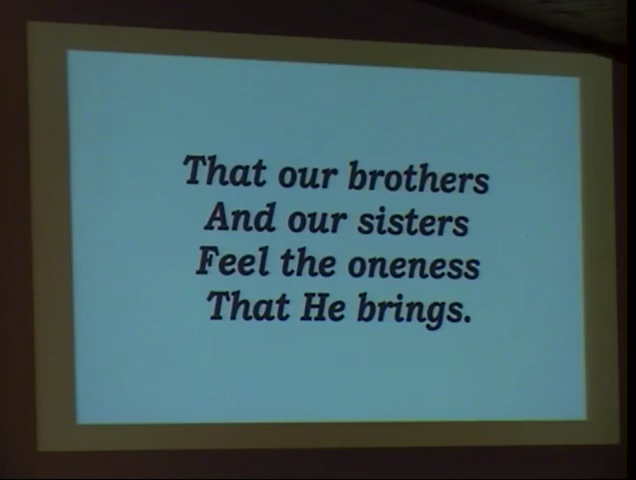 That our brothers
And our sisters
Feel the oneness
That He brings.